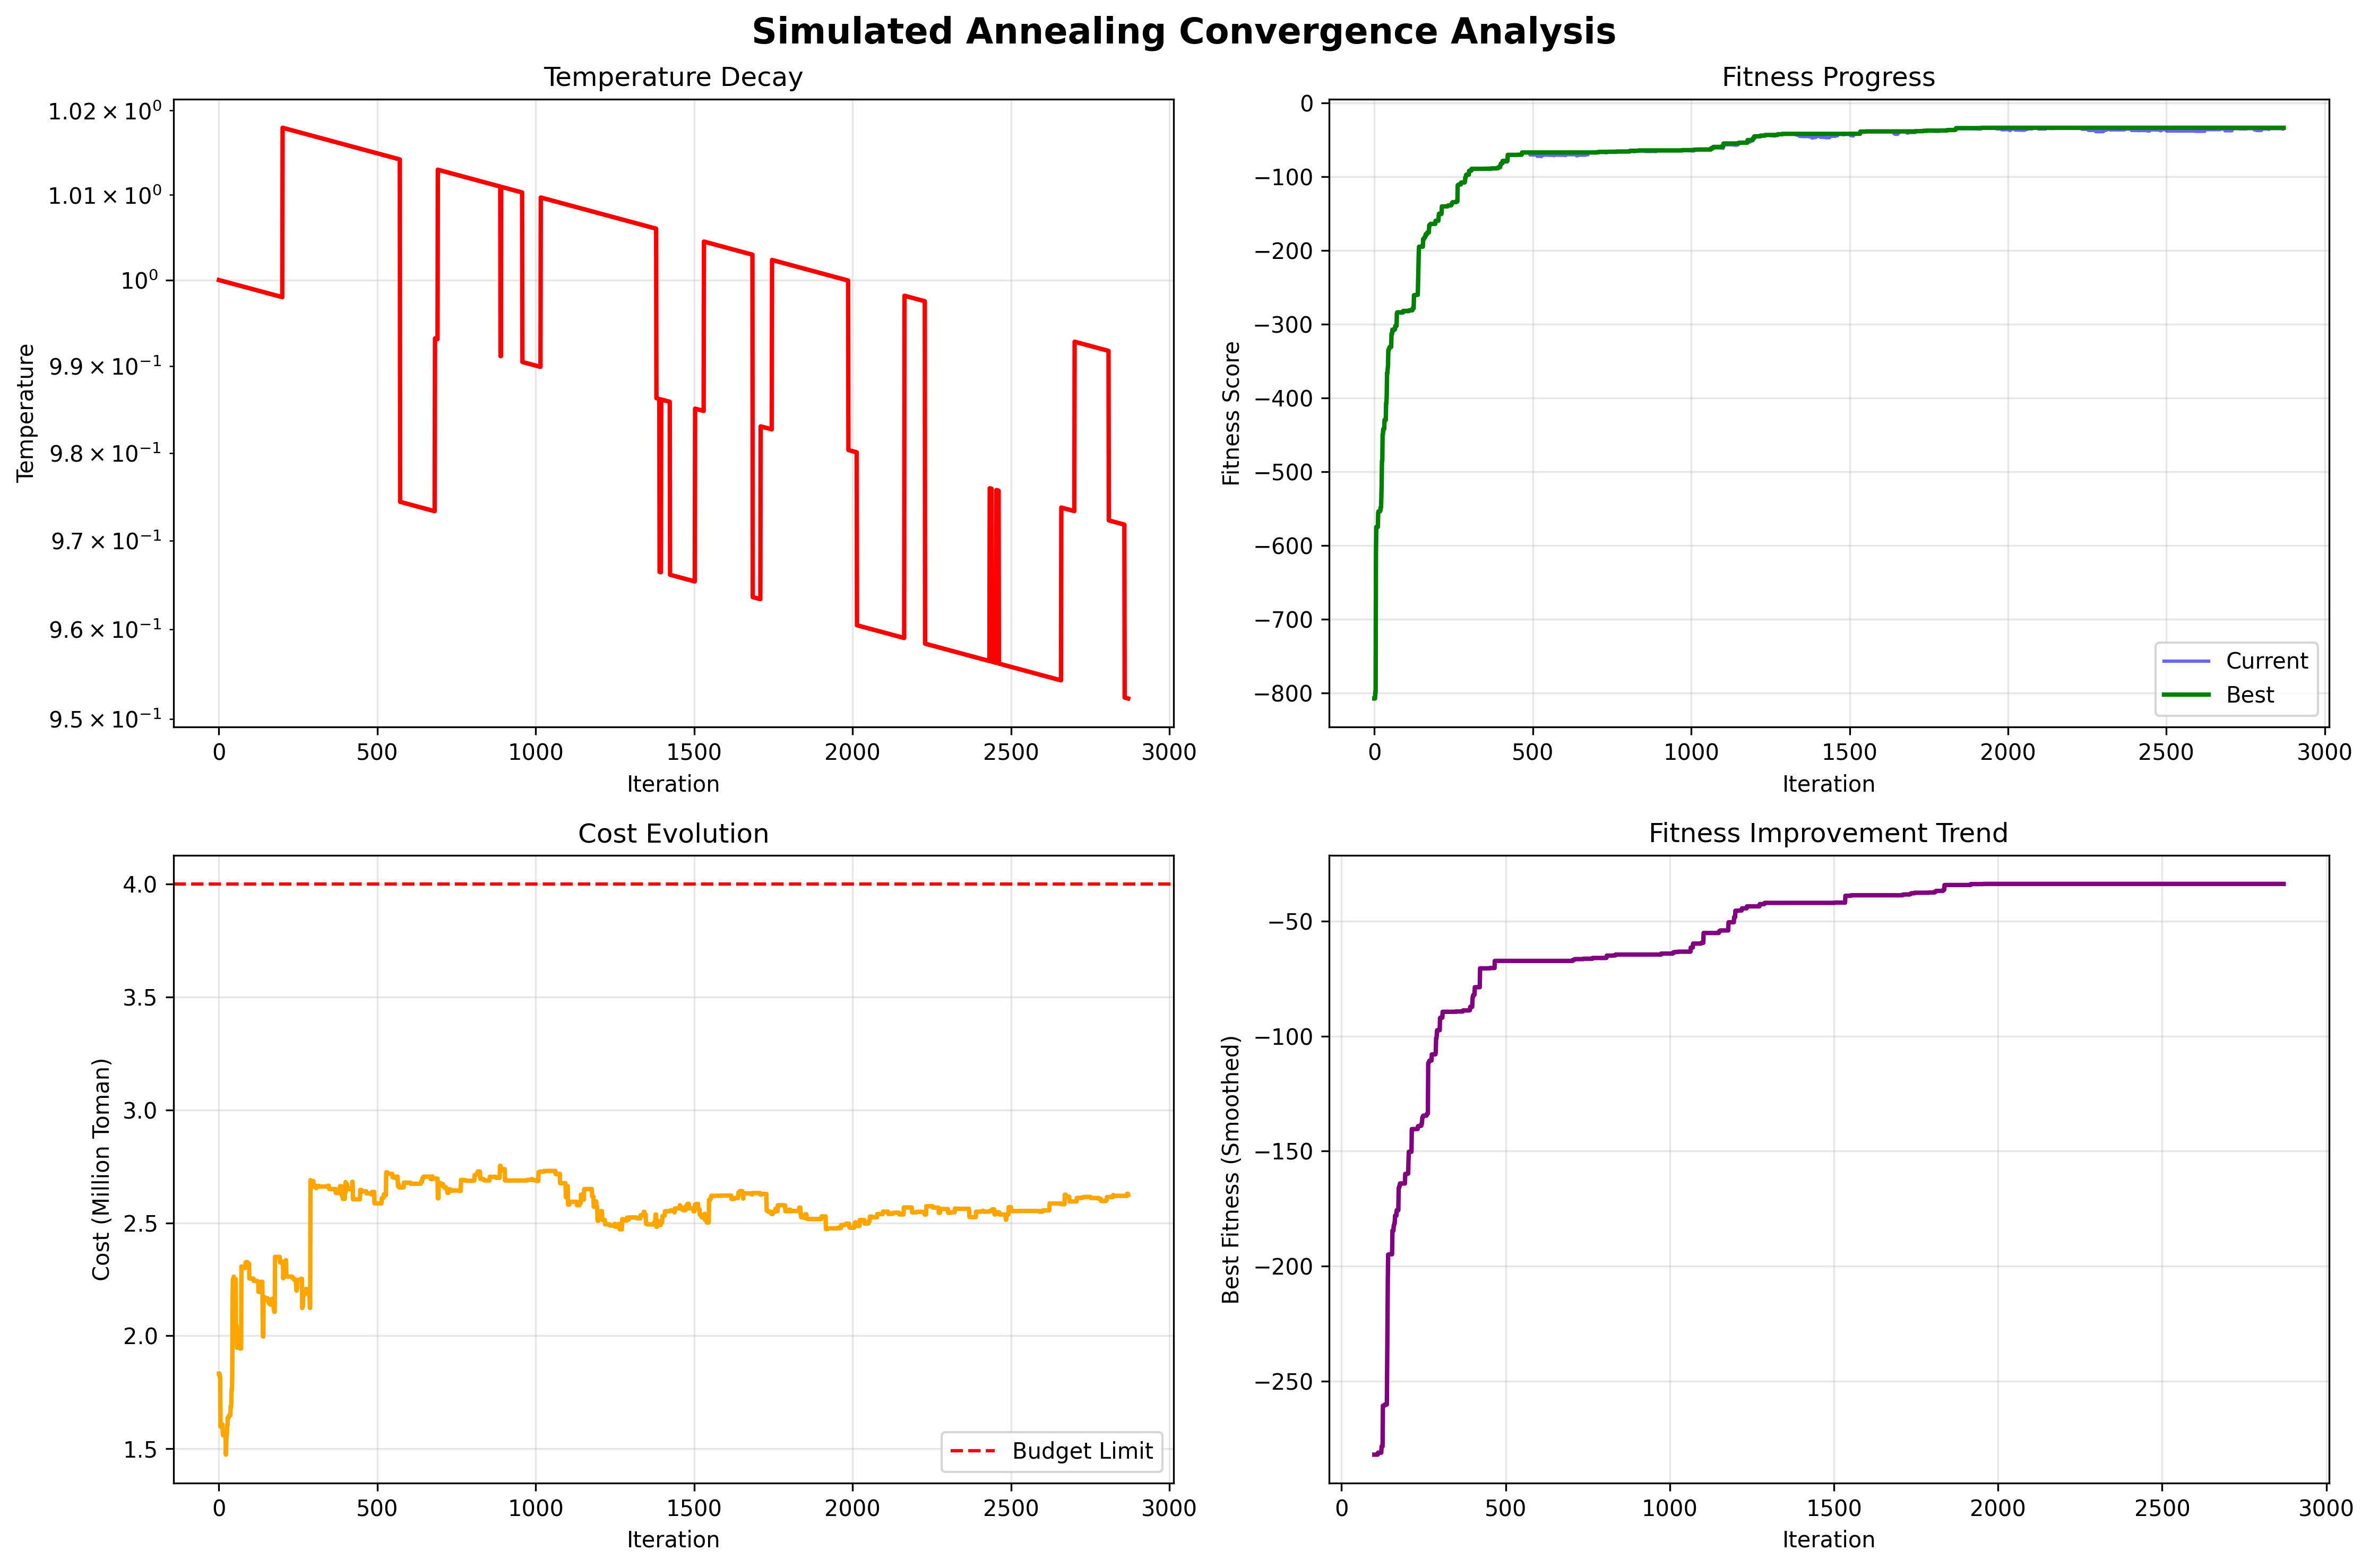 Simulated Annealing Convergence Analysis
Temperature Decay
1.02 × 10⁰
1.01 × 10⁰
10⁰
9.9 × 10⁻¹
9.8 × 10⁻¹
9.7 × 10⁻¹
9.6 × 10⁻¹
9.5 × 10⁻¹
Temperature
0 500 1000 1500 2000 2500 3000
Iteration
Fitness Progress
0
−100
−200
−300
−400
−500
−600
−700
−800
Fitness Score
Current
Best
0 500 1000 1500 2000 2500 3000
Iteration
Cost Evolution
4.0
3.5
3.0
2.5
2.0
1.5
Cost (Million Toman)
Budget Limit
0 500 1000 1500 2000 2500 3000
Iteration
Fitness Improvement Trend
−50
−100
−150
−200
−250
Best Fitness (Smoothed)
0 500 1000 1500 2000 2500 3000
Iteration